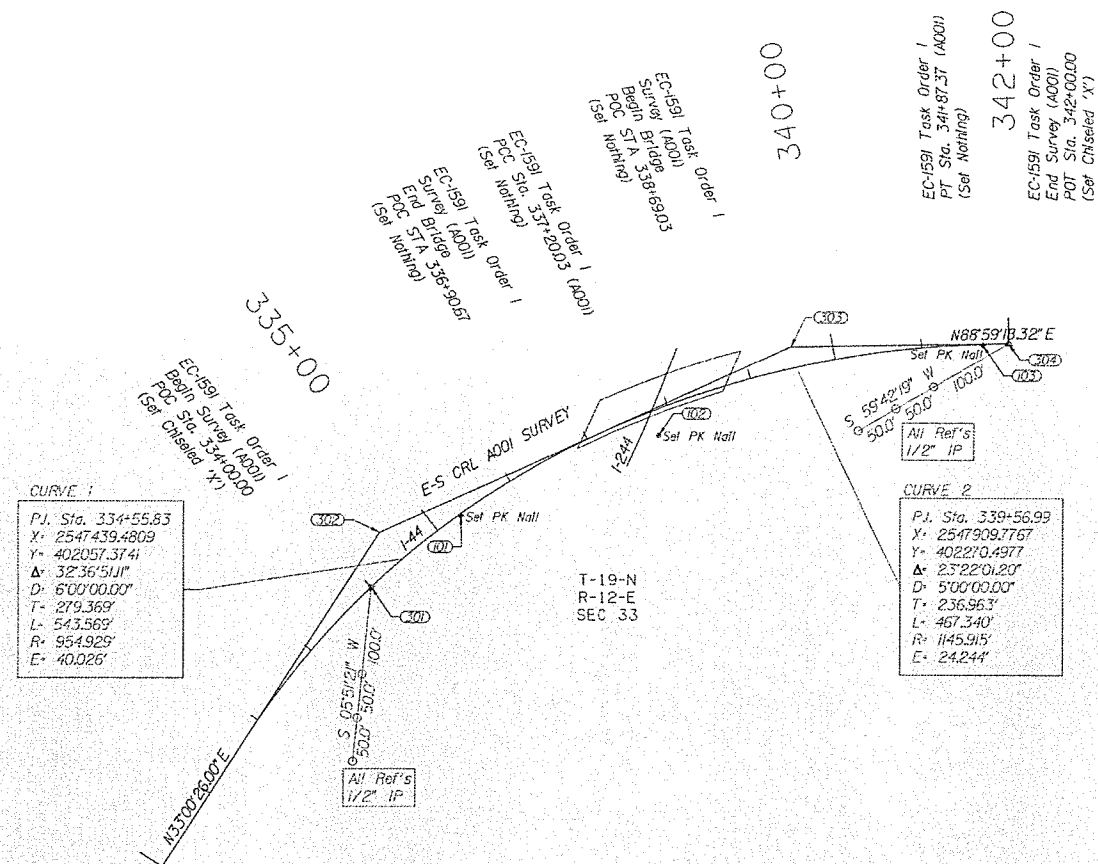 EC-1591 Task Order 1
Begin Survey (A001)
POC Sta. 334+00.00
(Set Chiseled 'X')
335+00
EC-1591 Task Order 1
Survey (A001)
End Bridge
POC STA 336+90.67
(Set Nothing)
EC-1591 Task Order 1
PCC Sta. 337+20.03 (A001)
(Set Nothing)
EC-1591 Task Order 1
Survey (A001)
Begin Bridge
POC STA 338+69.03
(Set Nothing)
340+00
EC-1591 Task Order 1
PT Sta. 341+87.37 (A001)
(Set Nothing)
342+00
EC-1591 Task Order 1
End Survey (A001)
POT Sta. 342+00.00
(Set Chiseled 'X')
303
N88°59'13.32" E
Set PK Nail
304
103
S 59°42'19" W
50.0' 50.0' 100.0'
All Ref's
1/2" IP
102
Set PK Nail
I-244
E-S CRL A001 SURVEY
302
I-44
Set PK Nail
101
301
S 05°51'21" W
50.0' 50.0' 100.0'
All Ref's
1/2" IP
N33°00'26.00" E
T-19-N
R-12-E
SEC 33
CURVE 1
P.I. Sta. 334+55.83
X= 2547439.4809
Y= 402057.3741
Δ= 32°36'51.11"
D= 6°00'00.00"
T= 279.369'
L= 543.569'
R= 954.929'
E= 40.026'
CURVE 2
P.I. Sta. 339+56.99
X= 2547909.7767
Y= 402270.4977
Δ= 23°22'01.20"
D= 5°00'00.00"
T= 236.963'
L= 467.340'
R= 1145.915'
E= 24.244'